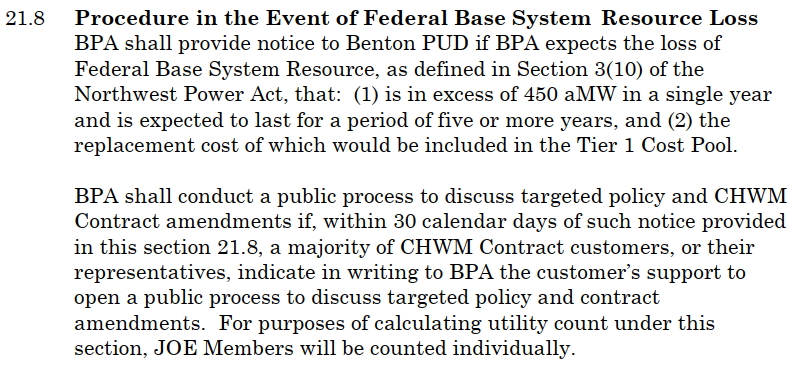 21.8 Procedure in the Event of Federal Base System Resource Loss
BPA shall provide notice to Benton PUD if BPA expects the loss of
Federal Base System Resource, as defined in Section 3(10) of the
Northwest Power Act, that:  (1) is in excess of 450 aMW in a single year
and is expected to last for a period of five or more years, and (2) the
replacement cost of which would be included in the Tier 1 Cost Pool.
BPA shall conduct a public process to discuss targeted policy and CHWM
Contract amendments if, within 30 calendar days of such notice provided
in this section 21.8, a majority of CHWM Contract customers, or their
representatives, indicate in writing to BPA the customer’s support to
open a public process to discuss targeted policy and contract
amendments.  For purposes of calculating utility count under this
section, JOE Members will be counted individually.